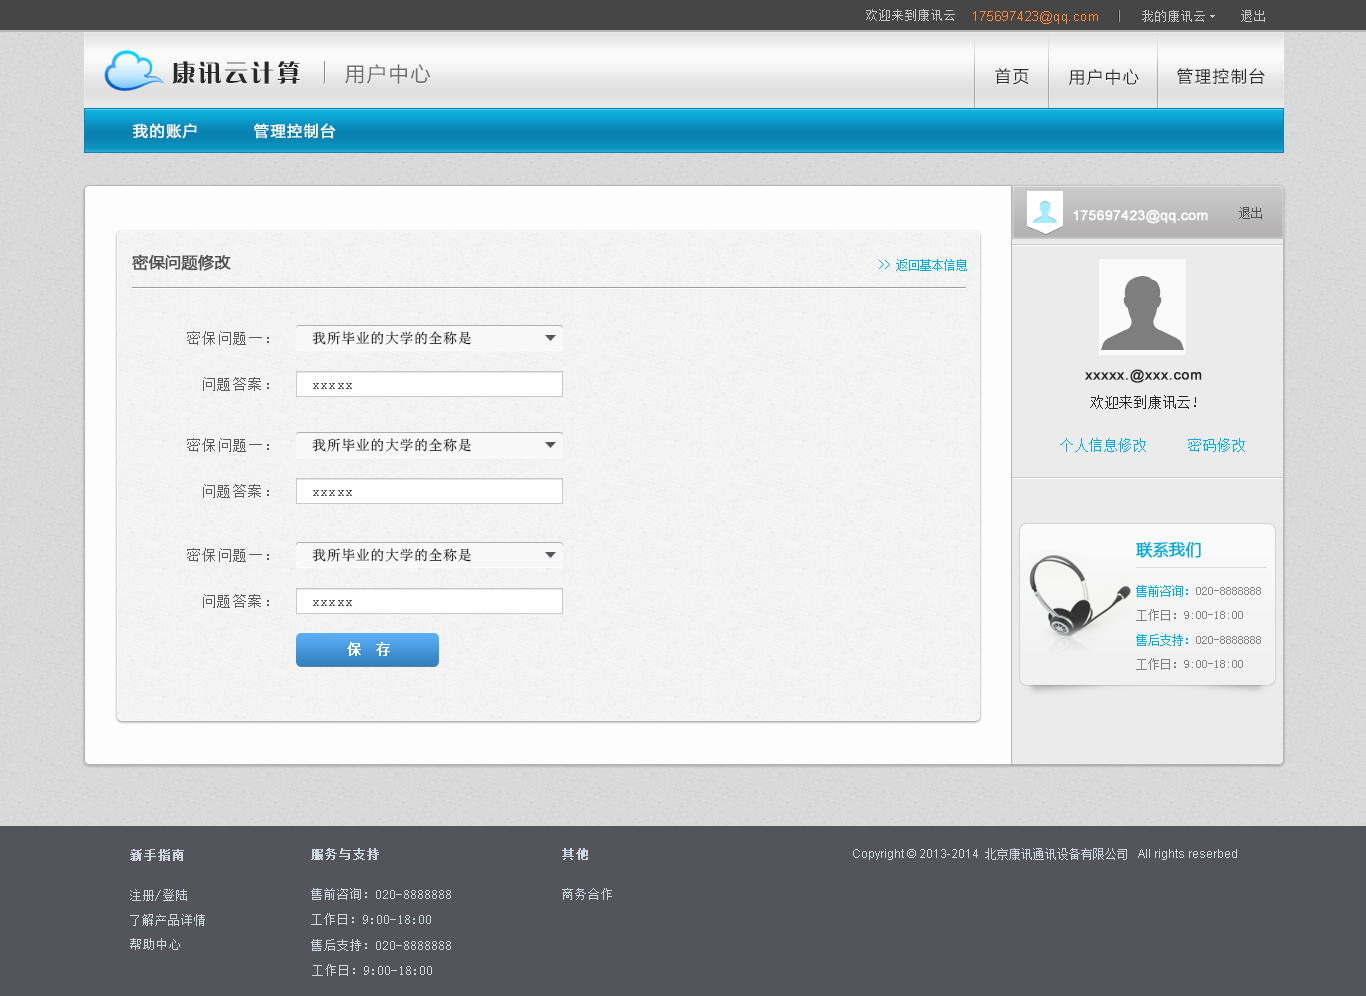 欢迎来到康讯云 175697423@qq.com | 我的康讯云 退出
康讯云计算 | 用户中心
首页 用户中心 管理控制台
我的账户 管理控制台
175697423@qq.com 退出
密保问题修改
>> 返回基本信息
密保问题一： 我所毕业的大学的全称是
问题答案： xxxxx
密保问题一： 我所毕业的大学的全称是
问题答案： xxxxx
密保问题一： 我所毕业的大学的全称是
问题答案： xxxxx
保 存
xxxxx.@xxx.com
欢迎来到康讯云！
个人信息修改 密码修改
联系我们
售前咨询：020-8888888
工作日：9:00-18:00
售后支持：020-8888888
工作日：9:00-18:00
新手指南
注册/登陆
了解产品详情
帮助中心
服务与支持
售前咨询：020-8888888
工作日：9:00-18:00
售后支持：020-8888888
工作日：9:00-18:00
其他
商务合作
Copyright © 2013-2014 北京康讯通讯设备有限公司 All rights reserbed